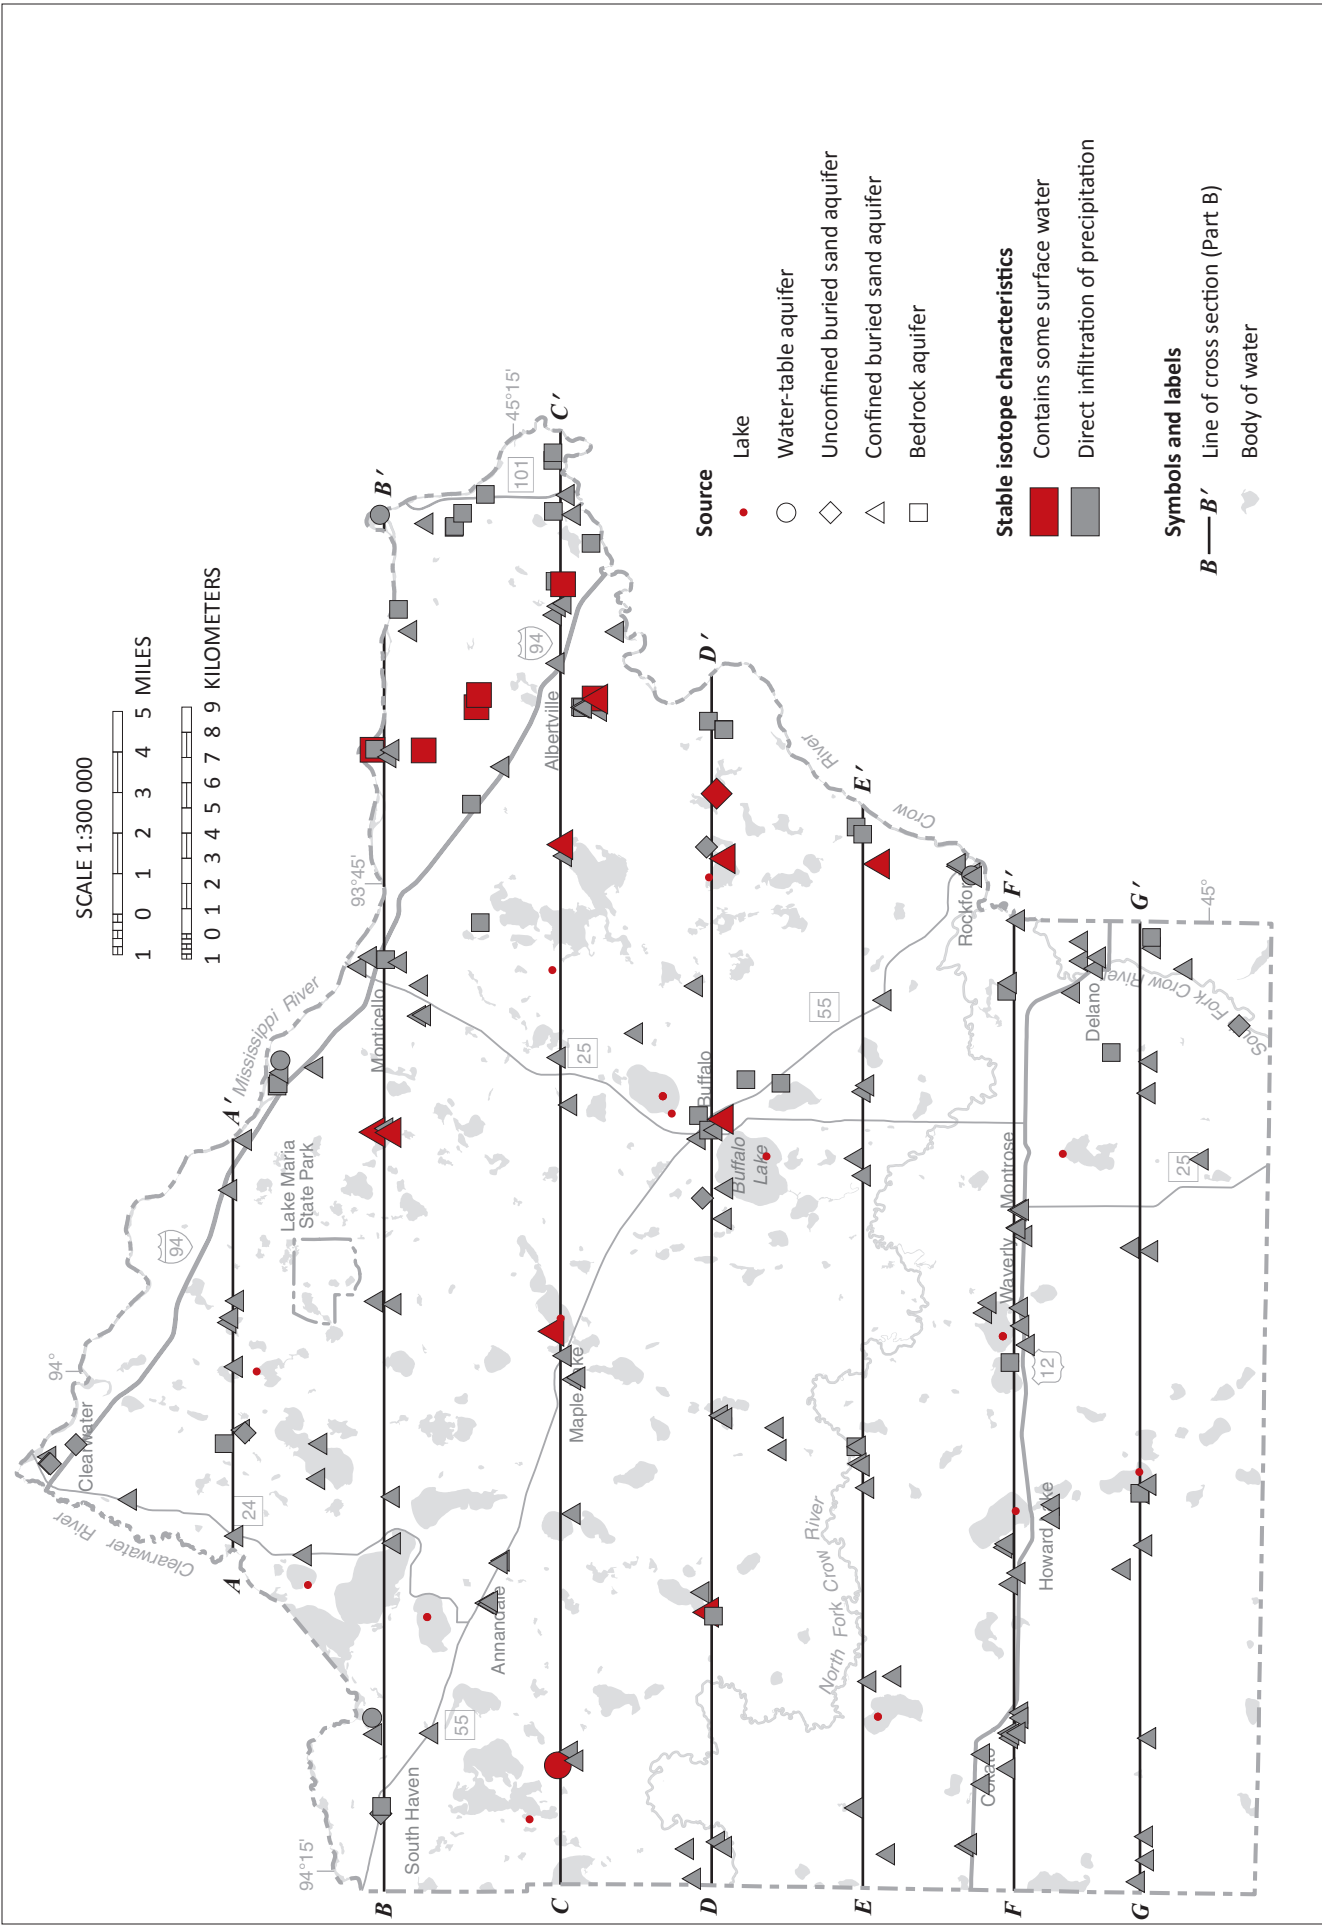 SCALE 1:300 000
1 0 1 2 3 4 5 MILES
1 0 1 2 3 4 5 6 7 8 9 KILOMETERS
94°15'
94°
93°45'
45°15'
45°
Clearwater
Clearwater River
Mississippi River
94
24
A
A'
Lake Maria
State Park
Monticello
B
B'
South Haven
55
Annandale
101
94
Albertville
C
C'
Maple Lake
25
Buffalo
Buffalo
Lake
D
D'
Crow River
North Fork Crow River
55
E
E'
Rockford
Cokato
Howard Lake
Waverly
Montrose
12
F
F'
Delano
South Fork Crow River
25
G
G'
Source
Lake
Water-table aquifer
Unconfined buried sand aquifer
Confined buried sand aquifer
Bedrock aquifer
Stable isotope characteristics
Contains some surface water
Direct infiltration of precipitation
Symbols and labels
B B' Line of cross section (Part B)
Body of water